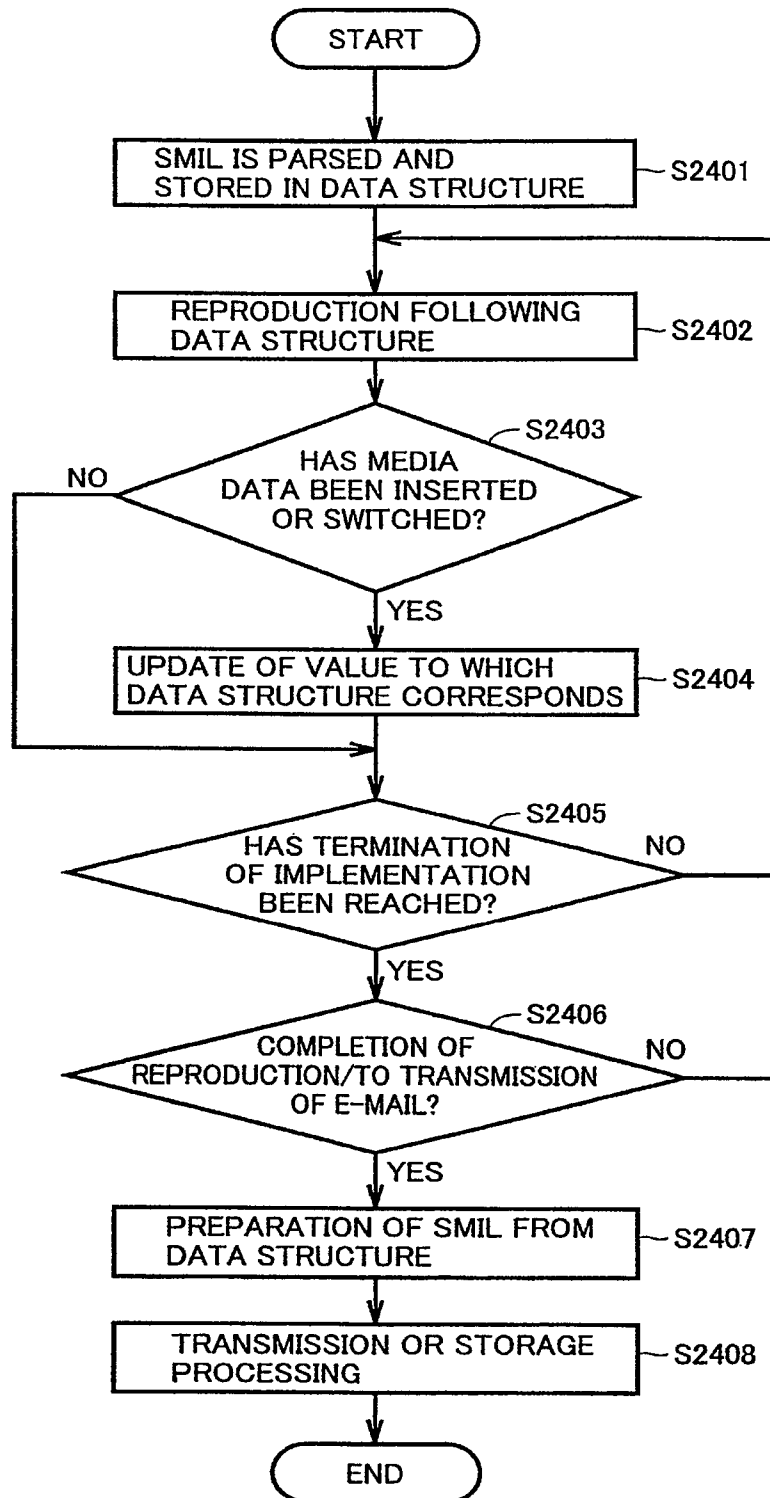 START
SMIL IS PARSED AND
STORED IN DATA STRUCTURE
S2401
REPRODUCTION FOLLOWING
DATA STRUCTURE
S2402
S2403
HAS MEDIA
DATA BEEN INSERTED
OR SWITCHED?
NO
YES
UPDATE OF VALUE TO WHICH
DATA STRUCTURE CORRESPONDS
S2404
S2405
HAS TERMINATION
OF IMPLEMENTATION
BEEN REACHED?
NO
YES
S2406
COMPLETION OF
REPRODUCTION/TO TRANSMISSION
OF E-MAIL?
NO
YES
PREPARATION OF SMIL FROM
DATA STRUCTURE
S2407
TRANSMISSION OR STORAGE
PROCESSING
S2408
END